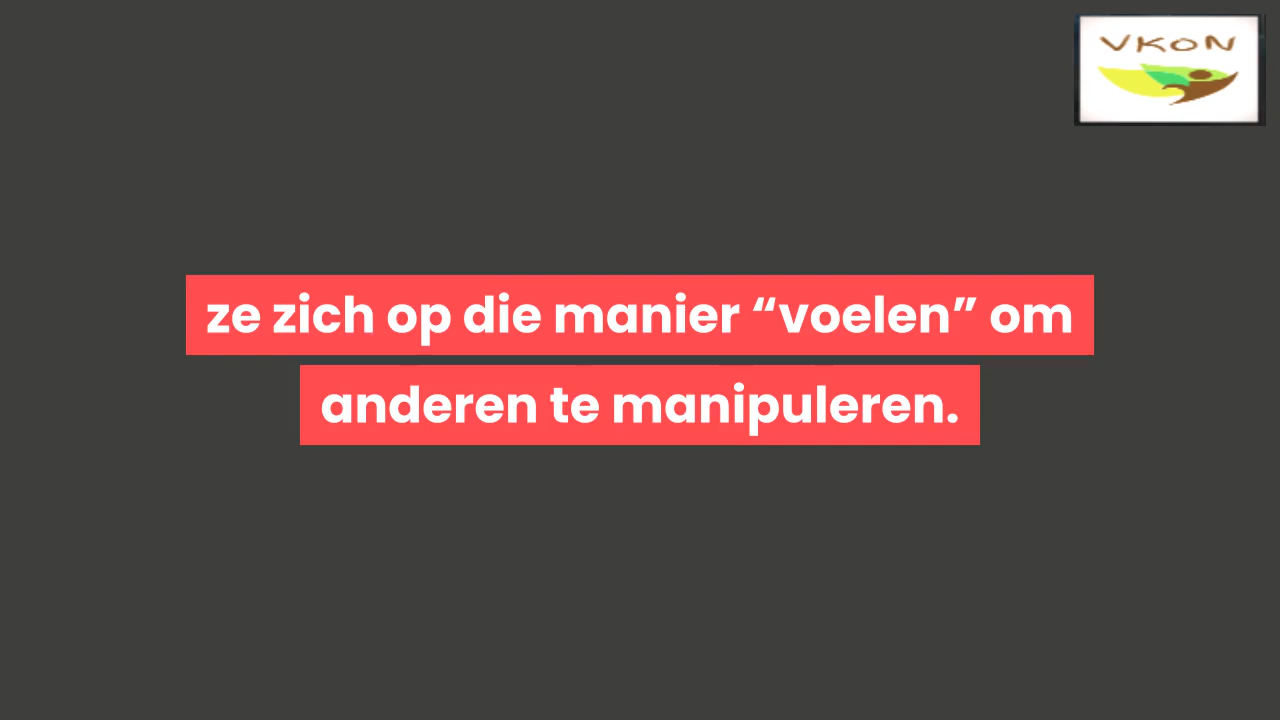 VKON
ze zich op die manier “voelen” om
anderen te manipuleren.